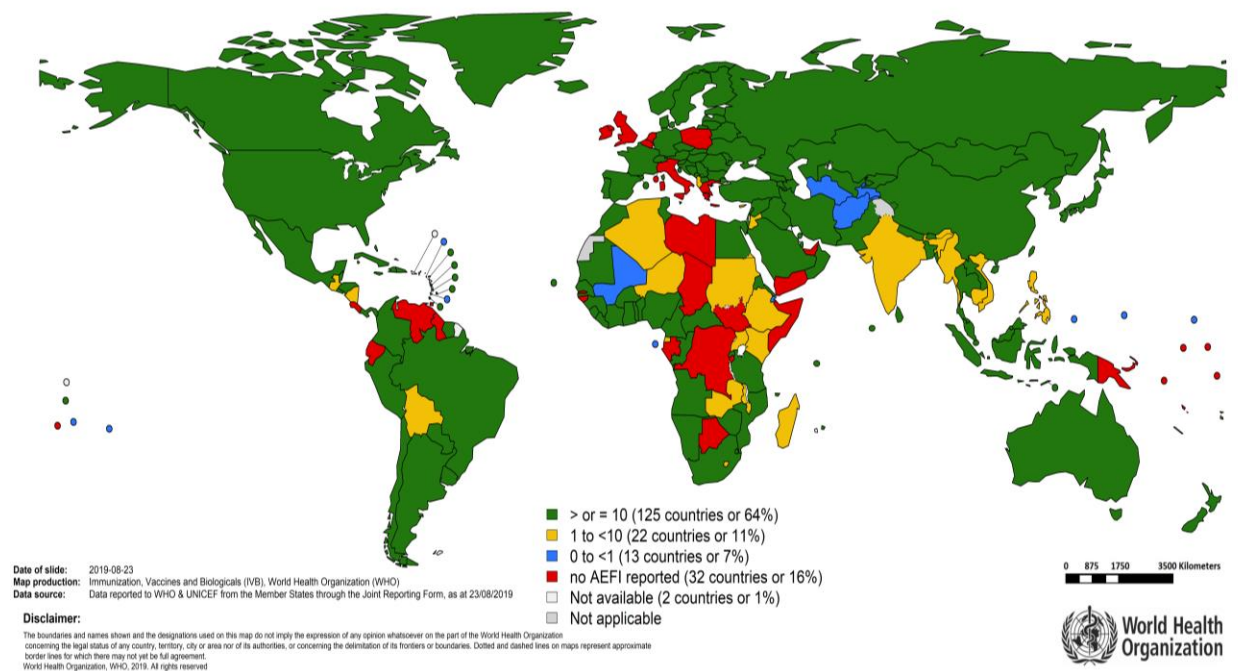 > or = 10 (125 countries or 64%)
1 to <10 (22 countries or 11%)
0 to <1 (13 countries or 7%)
no AEFI reported (32 countries or 16%)
Not available (2 countries or 1%)
Not applicable
Date of slide: 2019-08-23
Map production: Immunization, Vaccines and Biologicals (IVB), World Health Organization (WHO)
Data source: Data reported to WHO & UNICEF from the Member States through the Joint Reporting Form, as at 23/08/2019
Disclaimer:
The boundaries and names shown and the designations used on this map do not imply the expression of any opinion whatsoever on the part of the World Health Organization
concerning the legal status of any country, territory, city or area nor of its authorities, or concerning the delimitation of its frontiers or boundaries. Dotted and dashed lines on maps represent approximate
border lines for which there may not yet be full agreement.
World Health Organization, WHO, 2019. All rights reserved
0 875 1750 3500 Kilometers
World Health
Organization